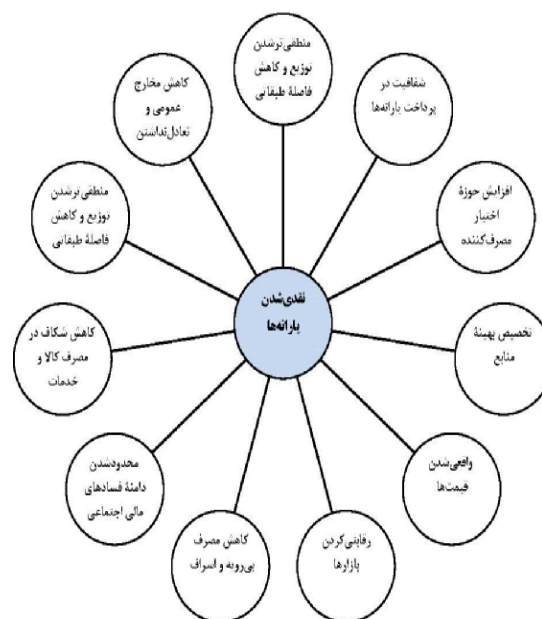 منطقی‌ترشدن
توزیع و کاهش
فاصلهٔ طبقاتی
شفافیت در
پرداخت یارانه‌ها
افزایش حوزهٔ
اختیار
مصرف‌کننده
تخصیص بهینهٔ
منابع
واقعی‌شدن
قیمت‌ها
رقابتی‌کردن
بازارها
کاهش مصرف
بی‌رویه و اسراف
محدودشدن
دامنهٔ فسادهای
مالی اجتماعی
کاهش شکاف در
مصرف کالا و
خدمات
منطقی‌ترشدن
توزیع و کاهش
فاصلهٔ طبقاتی
کاهش مخارج
عمومی و
تعادل‌نداشتن
نقدی‌شدن
یارانه‌ها